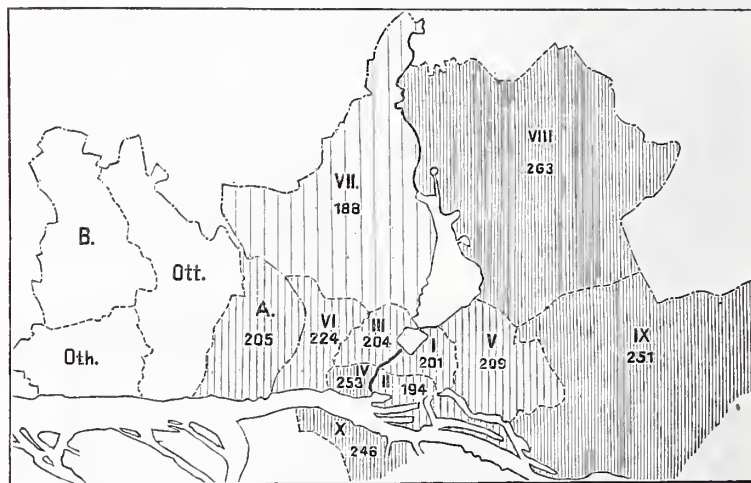 VIII
263
VII.
188
B.
Ott.
A.
205
VI
224
III
204
I
201
V
209
IX
251
Oth.
IV
253
II
194
X
246